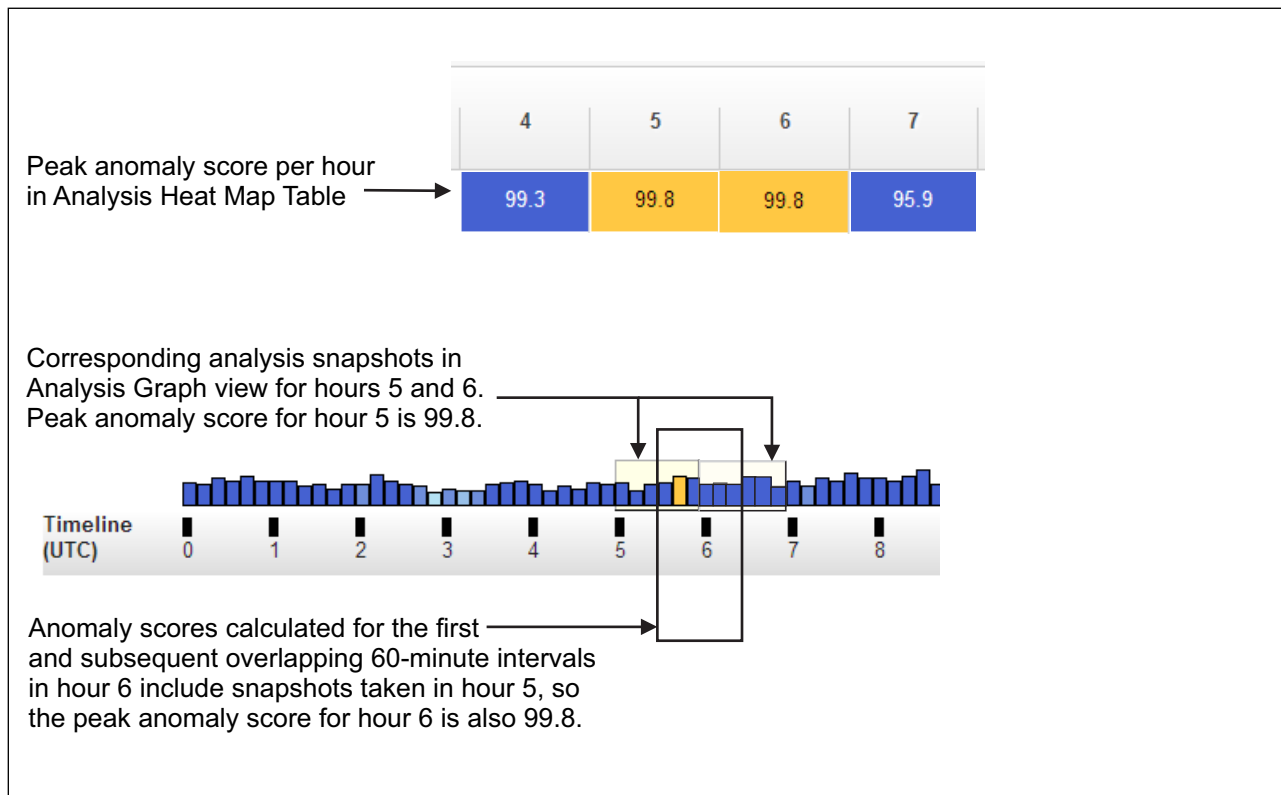 4 5 6 7
Peak anomaly score per hour
in Analysis Heat Map Table
99.3 99.8 99.8 95.9
Corresponding analysis snapshots in
Analysis Graph view for hours 5 and 6.
Peak anomaly score for hour 5 is 99.8.
Timeline
(UTC)
0 1 2 3 4 5 6 7 8
Anomaly scores calculated for the first
and subsequent overlapping 60-minute intervals
in hour 6 include snapshots taken in hour 5, so
the peak anomaly score for hour 6 is also 99.8.